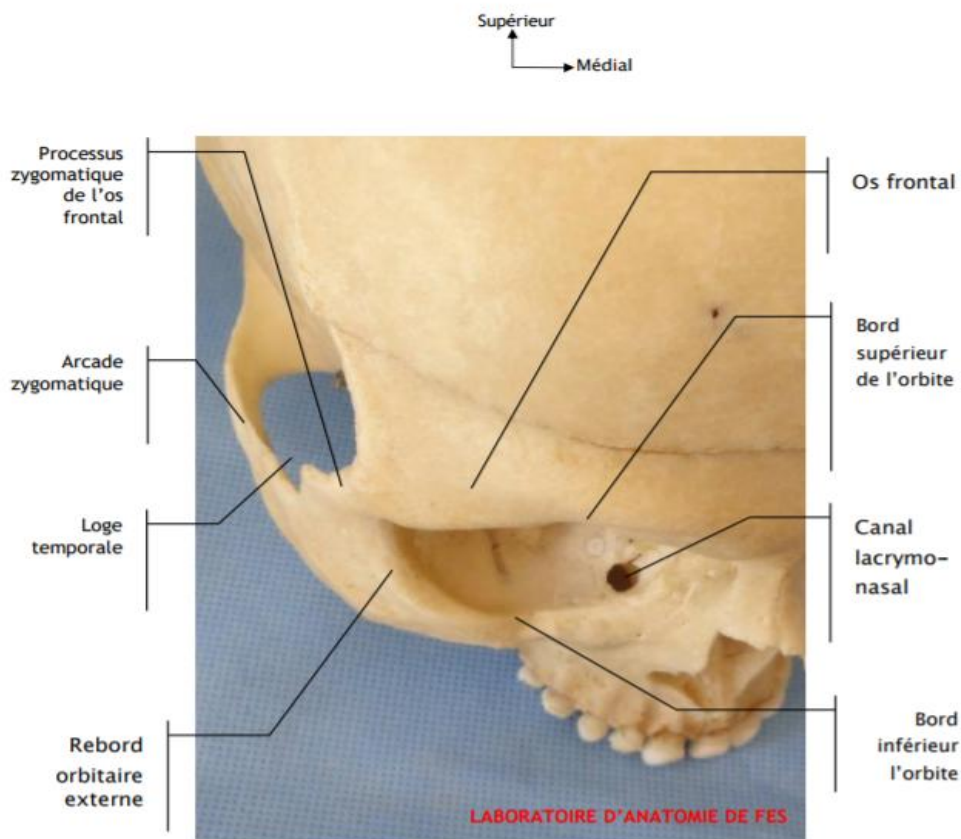 Supérieur
Médial
Processus
zygomatique
de l'os
frontal
Os frontal
Bord
supérieur
de l'orbite
Arcade
zygomatique
Loge
temporale
Canal
lacrymo-
nasal
Rebord
orbitaire
externe
Bord
inférieur
l'orbite
LABORATOIRE D'ANATOMIE DE FES